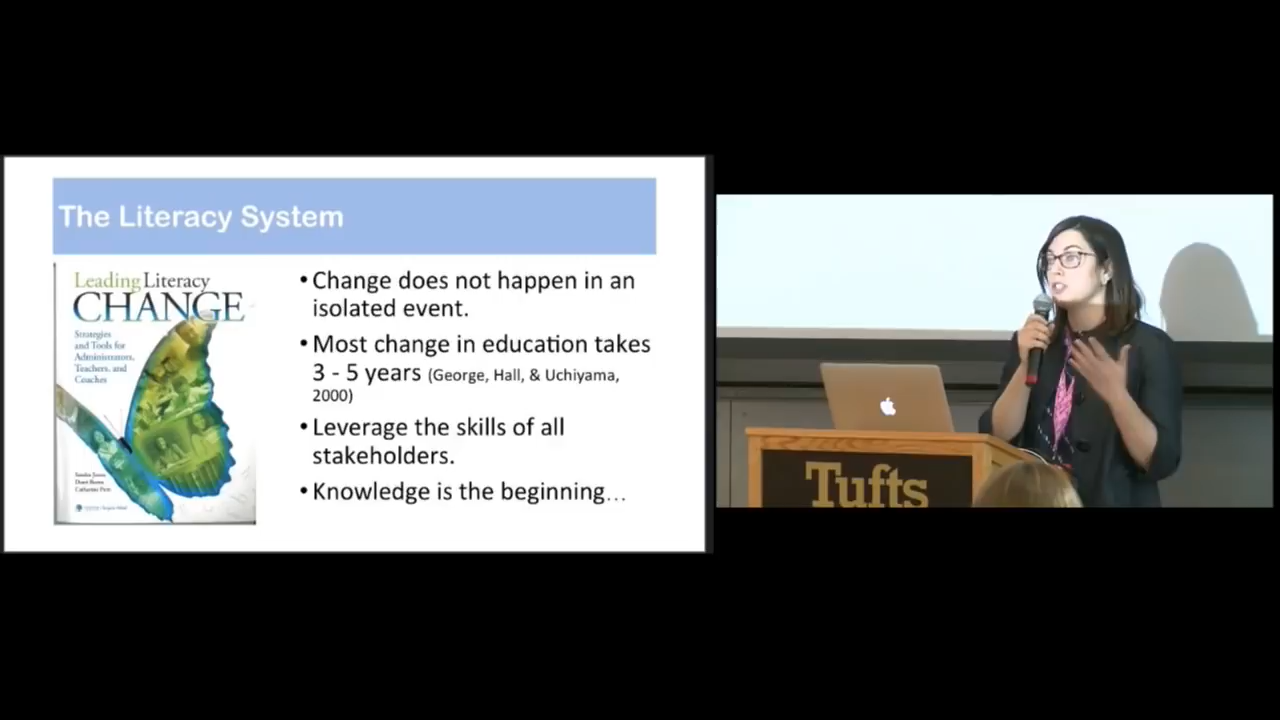 The Literacy System
Leading Literacy
CHANGE
Strategies
and Tools for
Administrators,
Teachers, and
Coaches
• Change does not happen in an
isolated event.
• Most change in education takes
3 - 5 years (George, Hall, & Uchiyama,
2000)
• Leverage the skills of all
stakeholders.
• Knowledge is the beginning...
Tufts